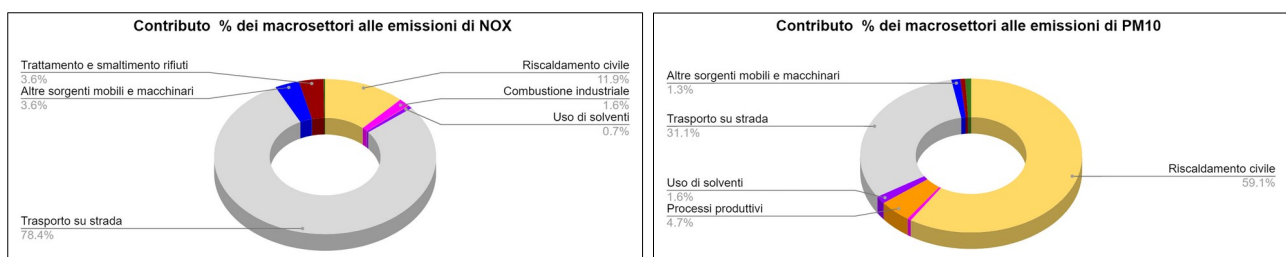 Contributo % dei macrosettori alle emissioni di NOX
Trattamento e smaltimento rifiuti
3.6%
Altre sorgenti mobili e macchinari
3.6%
Riscaldamento civile
11.9%
Combustione industriale
1.6%
Uso di solventi
0.7%
Trasporto su strada
78.4%
Contributo % dei macrosettori alle emissioni di PM10
Altre sorgenti mobili e macchinari
1.3%
Trasporto su strada
31.1%
Riscaldamento civile
59.1%
Uso di solventi
1.6%
Processi produttivi
4.7%